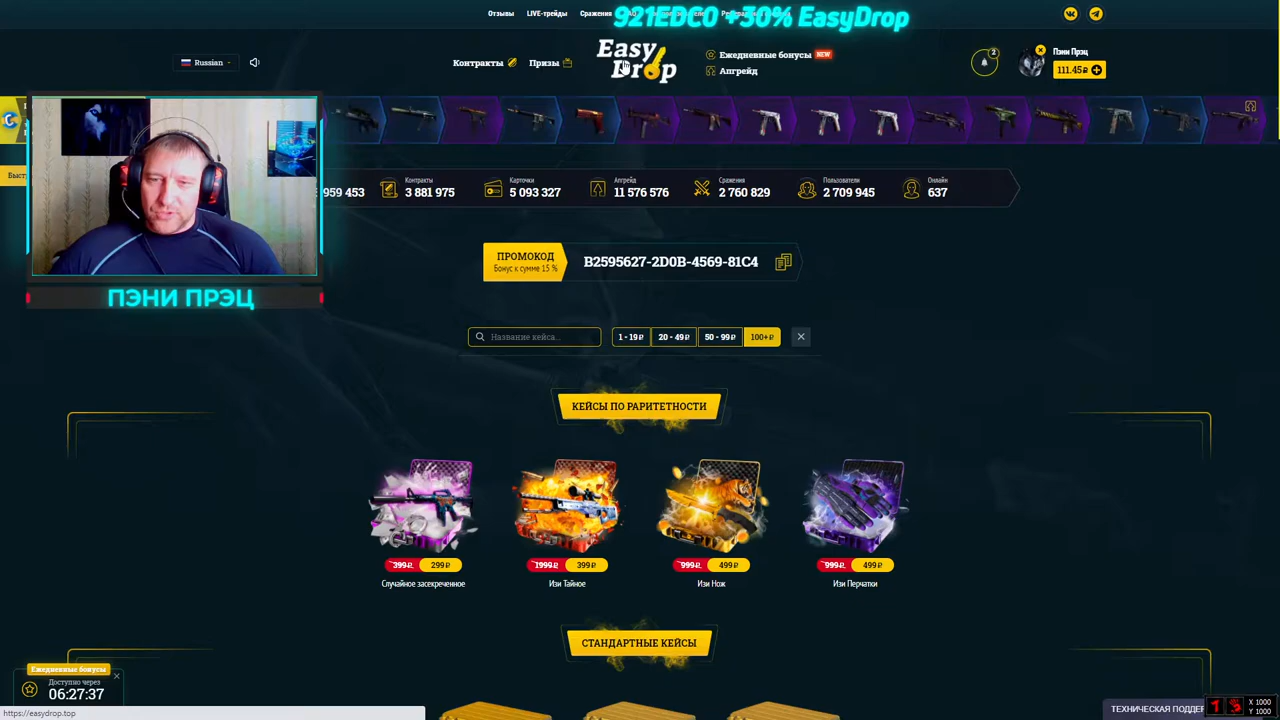 921EDC0 +30% EasyDrop
Отзывы
LIVE-трейды
Сражения
Russian
Контракты
Призы
Easy
Drop
Ежедневные бонусы
NEW
Апгрейд
2
Пэни Прэц
111.45₽
959 453
Контракты
3 881 975
Карточки
5 093 327
Апгрейд
11 576 576
Сражения
2 760 829
Пользователи
2 709 945
Онлайн
637
ПЭНИ ПРЭЦ
ПРОМОКОД
Бонус к сумме 15 %
B2595627-2D0B-4569-81C4
Название кейса...
1 - 19₽
20 - 49₽
50 - 99₽
100+₽
КЕЙСЫ ПО РАРИТЕТНОСТИ
399₽ 299₽
Случайное засекреченное
1999₽ 399₽
Изи Тайное
999₽ 499₽
Изи Нож
999₽ 499₽
Изи Перчатки
СТАНДАРТНЫЕ КЕЙСЫ
Ежедневные бонусы
Доступно через
06:27:37
https://easydrop.top
ТЕХНИЧЕСКАЯ ПОДДЕР
X 1000
Y 1000